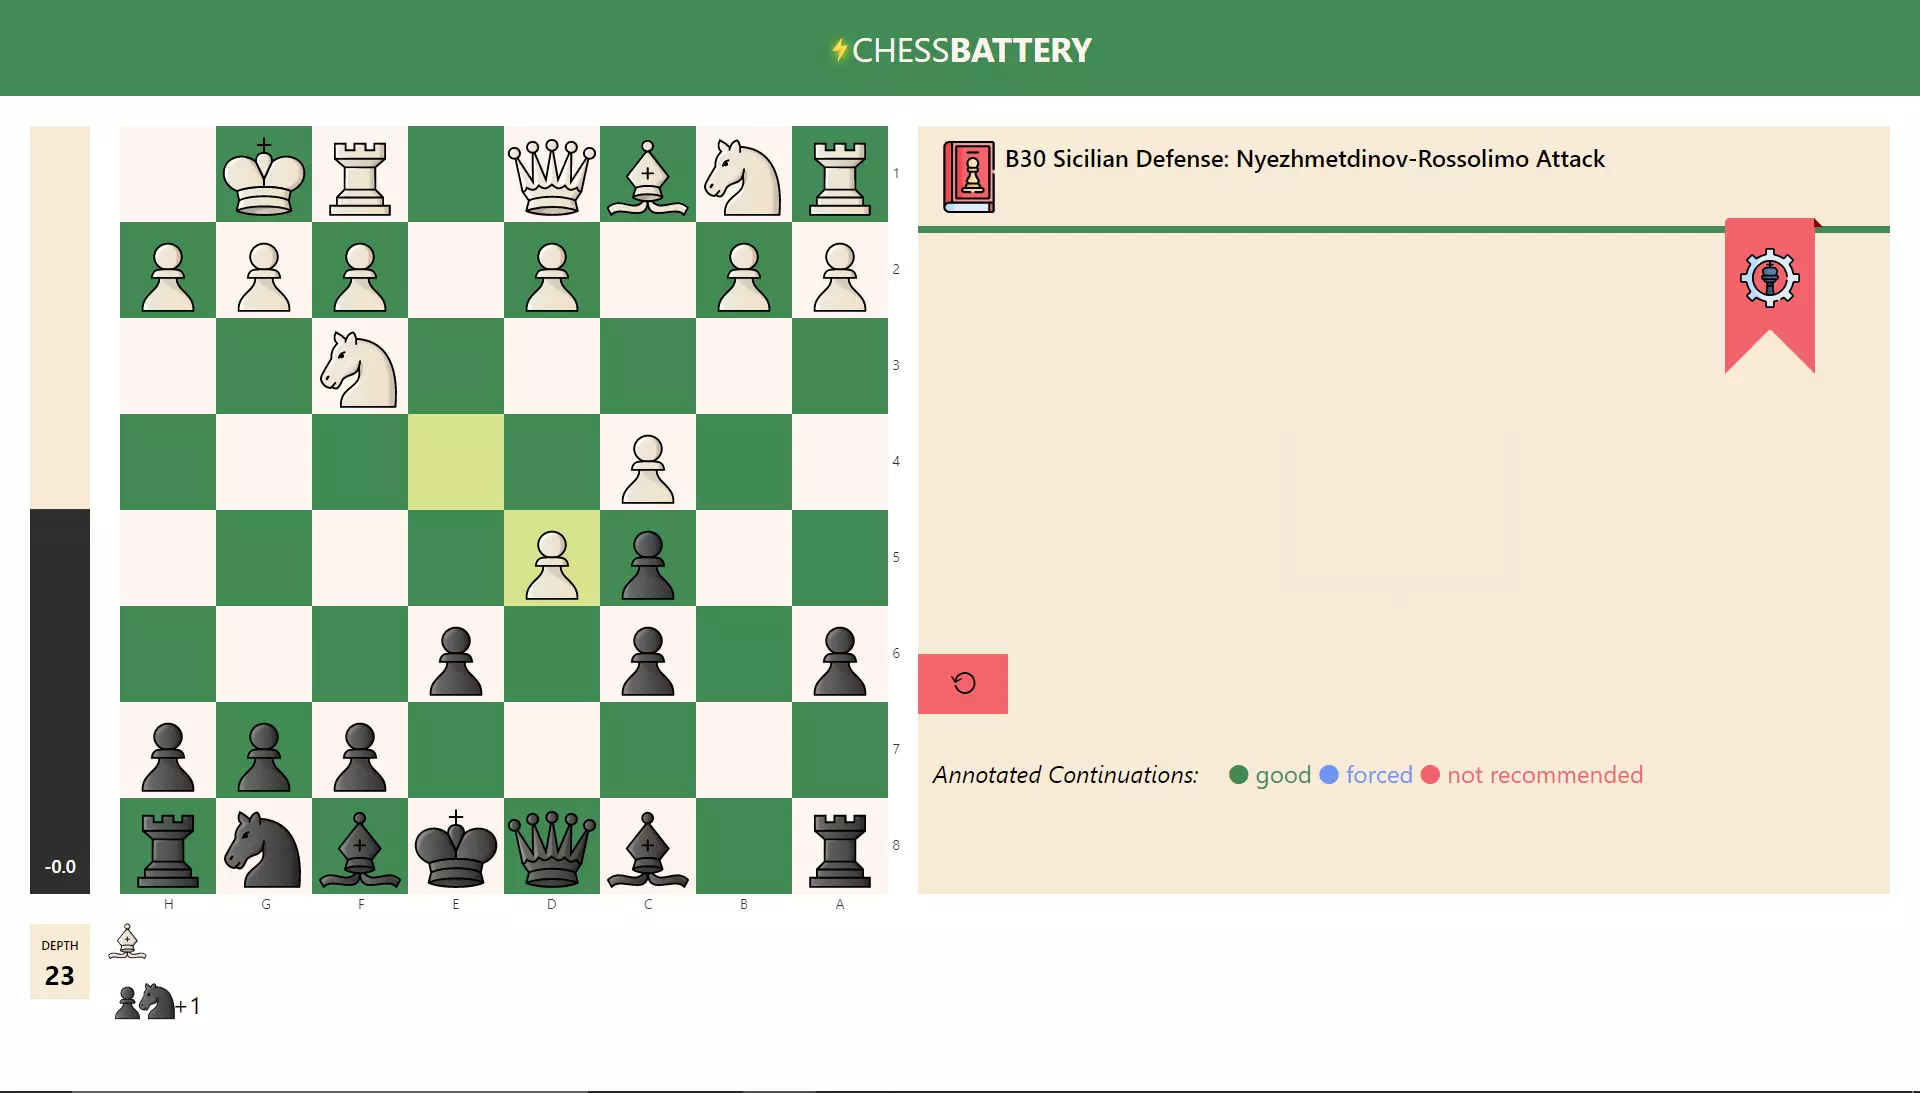 CHESSBATTERY
B30 Sicilian Defense: Nyezhmetdinov-Rossolimo Attack
1
2
3
4
5
6
7
8
-0.0
Annotated Continuations: good forced not recommended
H G F E D C B A
DEPTH
23
+1